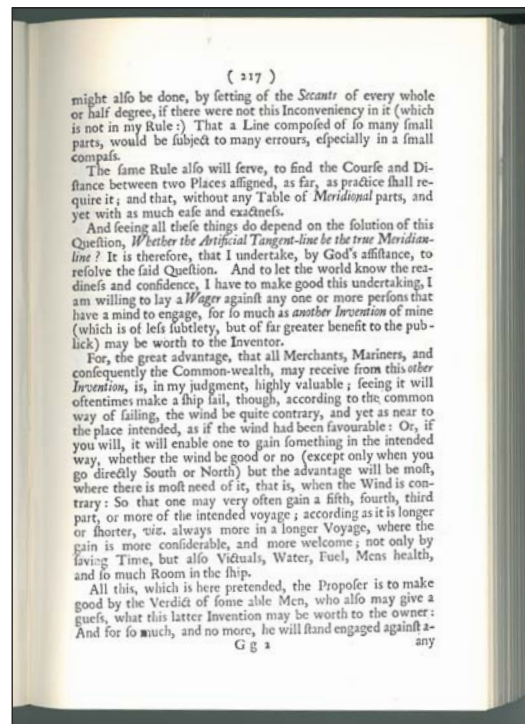 ( 217 )
might alſo be done, by ſetting of the Secants of every whole
or half degree, if there were not this Inconveniency in it (which
is not in my Rule :) That a Line compoſed of ſo many ſmall
parts, would be ſubject to many errours, eſpecially in a ſmall
compaſs.
The ſame Rule alſo will ſerve, to find the Courſe and Di-
ſtance between two Places aſſigned, as far, as practice ſhall re-
quire it; and that, without any Table of Meridional parts, and
yet with as much eaſe and exactneſs.
And ſeeing all theſe things do depend on the ſolution of this
Queſtion, Whether the Artificial Tangent-line be the true Meridian-
line ? It is therefore, that I undertake, by God's aſſiſtance, to
reſolve the ſaid Queſtion. And to let the world know the rea-
dineſs and confidence, I have to make good this undertaking, I
am willing to lay a Wager againſt any one or more perſons that
have a mind to engage, for ſo much as another Invention of mine
(which is of leſs ſubtlety, but of far greater benefit to the pub-
lick) may be worth to the Inventor.
For, the great advantage, that all Merchants, Mariners, and
conſequently the Common-wealth, may receive from this other
Invention, is, in my judgment, highly valuable ; ſeeing it will
oftentimes make a ſhip ſail, though, according to the common
way of ſailing, the wind be quite contrary, and yet as near to
the place intended, as if the wind had been favourable : Or, if
you will, it will enable one to gain ſomething in the intended
way, whether the wind be good or no (except only when you
go directly South or North) but the advantage will be moſt,
where there is moſt need of it, that is, when the Wind is con-
trary : So that one may very often gain a fifth, fourth, third
part, or more of the intended voyage ; according as it is longer
or ſhorter, viz. always more in a longer Voyage, where the
gain is more conſiderable, and more welcome ; not only by
ſaving Time, but alſo Victuals, Water, Fuel, Mens health,
and ſo much Room in the ſhip.
All this, which is here pretended, the Propoſer is to make
good by the Verdict of ſome able Men, who alſo may give a
gueſs, what this latter Invention may be worth to the owner :
And for ſo much, and no more, he will ſtand engaged againſt a-
G g 2 any